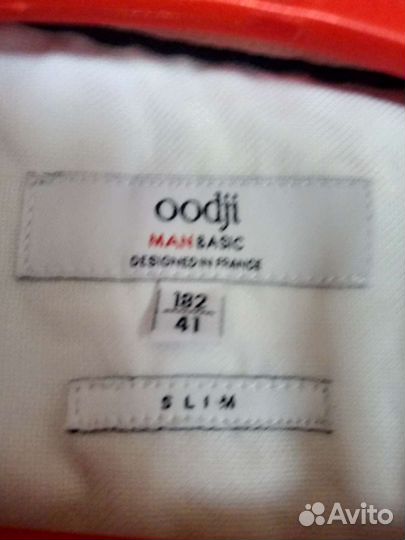 oodji
MAN BASIC
DESIGNED IN FRANCE
182
41
SLIM
Avito